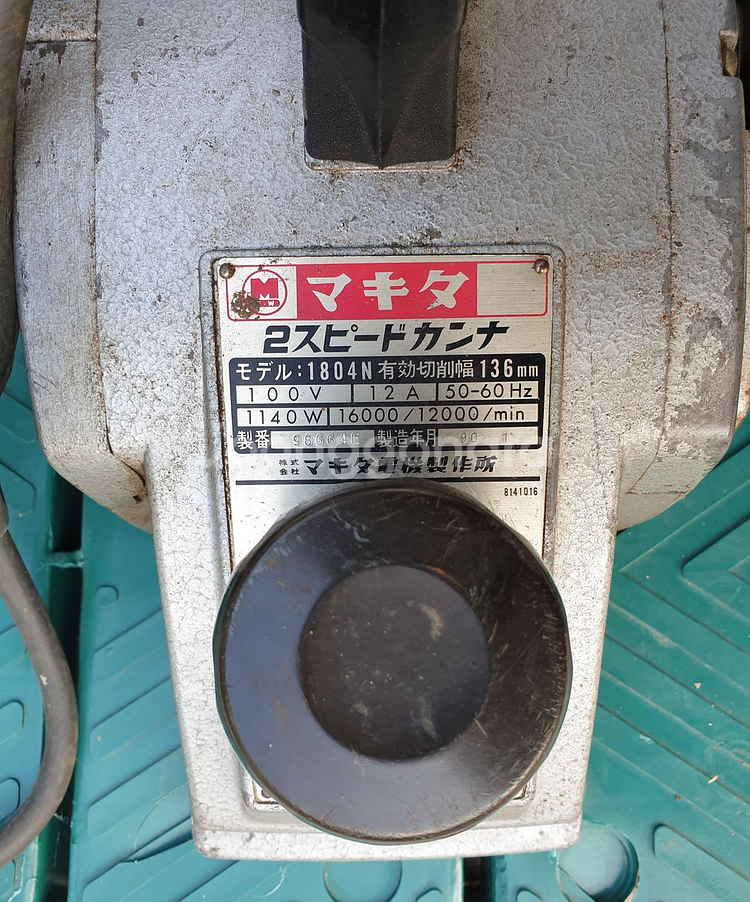 M
マキタ
2スピードカンナ
モデル:1804N 有効切削幅 136mm
100V 12A 50-60Hz
1140W 16000/12000/min
製番 98664E 製造年月
株式会社 マキタ電機製作所
8141016